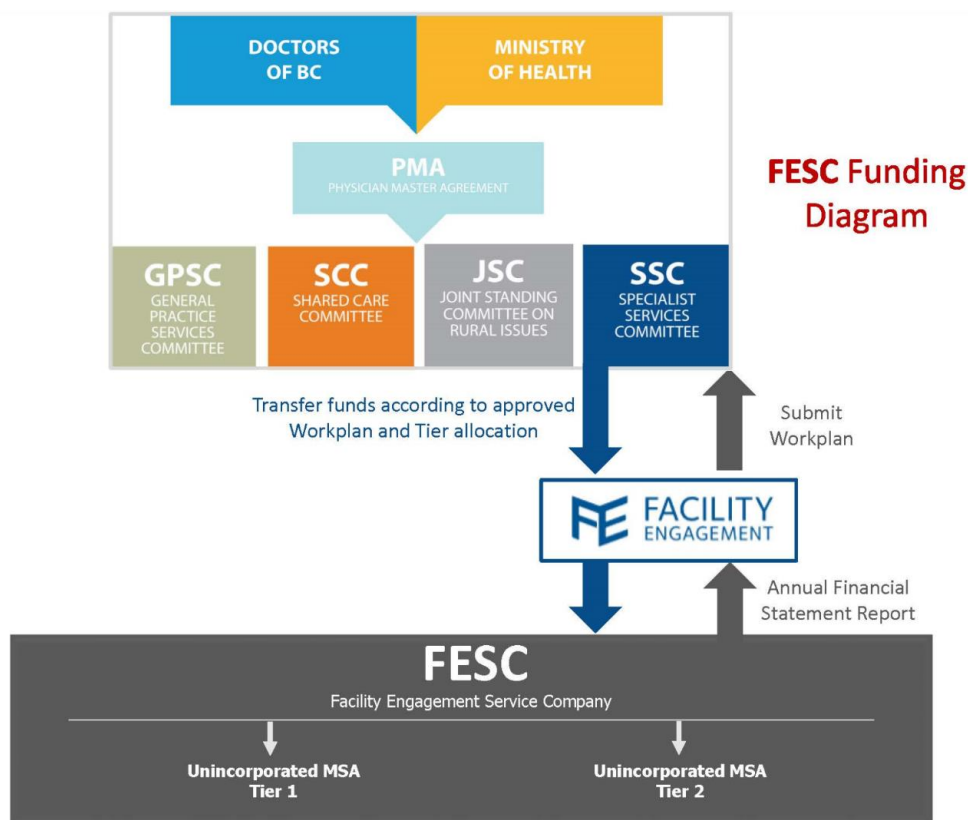 DOCTORS
OF BC
MINISTRY
OF HEALTH
PMA
PHYSICIAN MASTER AGREEMENT
FESC Funding
Diagram
GPSC
GENERAL
PRACTICE
SERVICES
COMMITTEE
SCC
SHARED CARE
COMMITTEE
JSC
JOINT STANDING
COMMITTEE ON
RURAL ISSUES
SSC
SPECIALIST
SERVICES
COMMITTEE
Transfer funds according to approved
Workplan and Tier allocation
Submit
Workplan
FE FACILITY
ENGAGEMENT
Annual Financial
Statement Report
FESC
Facility Engagement Service Company
Unincorporated MSA
Tier 1
Unincorporated MSA
Tier 2